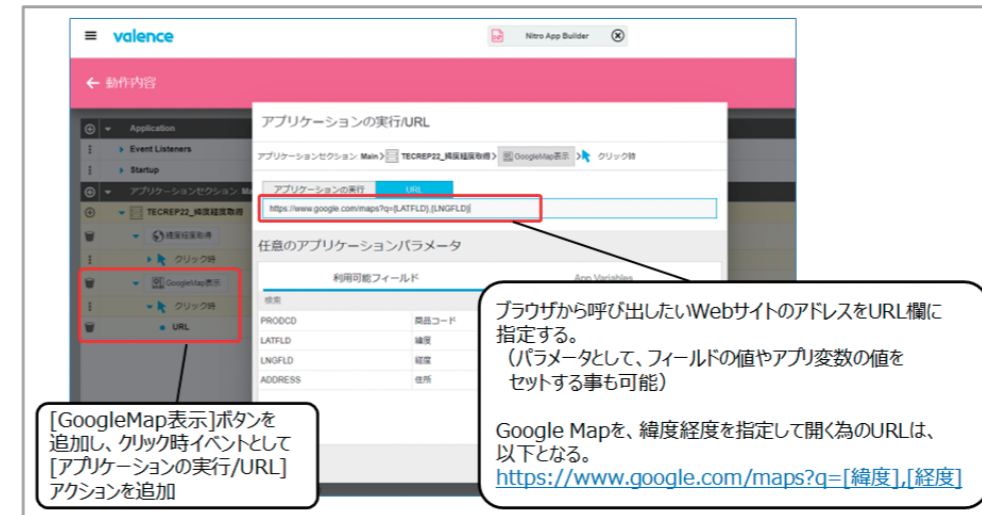 valence
Nitro App Builder
動作内容
Application
Event Listeners
Startup
アプリケーションセクション: Ma
TECREP22_緯度経度取得
緯度経度取得
クリック時
GoogleMap表示
クリック時
URL
アプリケーションの実行/URL
アプリケーションセクション: Main TECREP22_緯度経度取得 GoogleMap表示 クリック時
アプリケーションの実行 URL
https://www.google.com/maps?q={LATFLD},{LNGFLD}
任意のアプリケーションパラメータ
利用可能フィールド App Variables
検索
PRODCD 商品コード
LATFLD 緯度
LNGFLD 経度
ADDRESS 住所
[GoogleMap表示]ボタンを
追加し、クリック時イベントとして
[アプリケーションの実行/URL]
アクションを追加
ブラウザから呼び出したいWebサイトのアドレスをURL欄に
指定する。
（パラメータとして、フィールドの値やアプリ変数の値を
セットする事も可能）
Google Mapを、緯度経度を指定して開く為のURLは、
以下となる。
https://www.google.com/maps?q=[緯度],[経度]